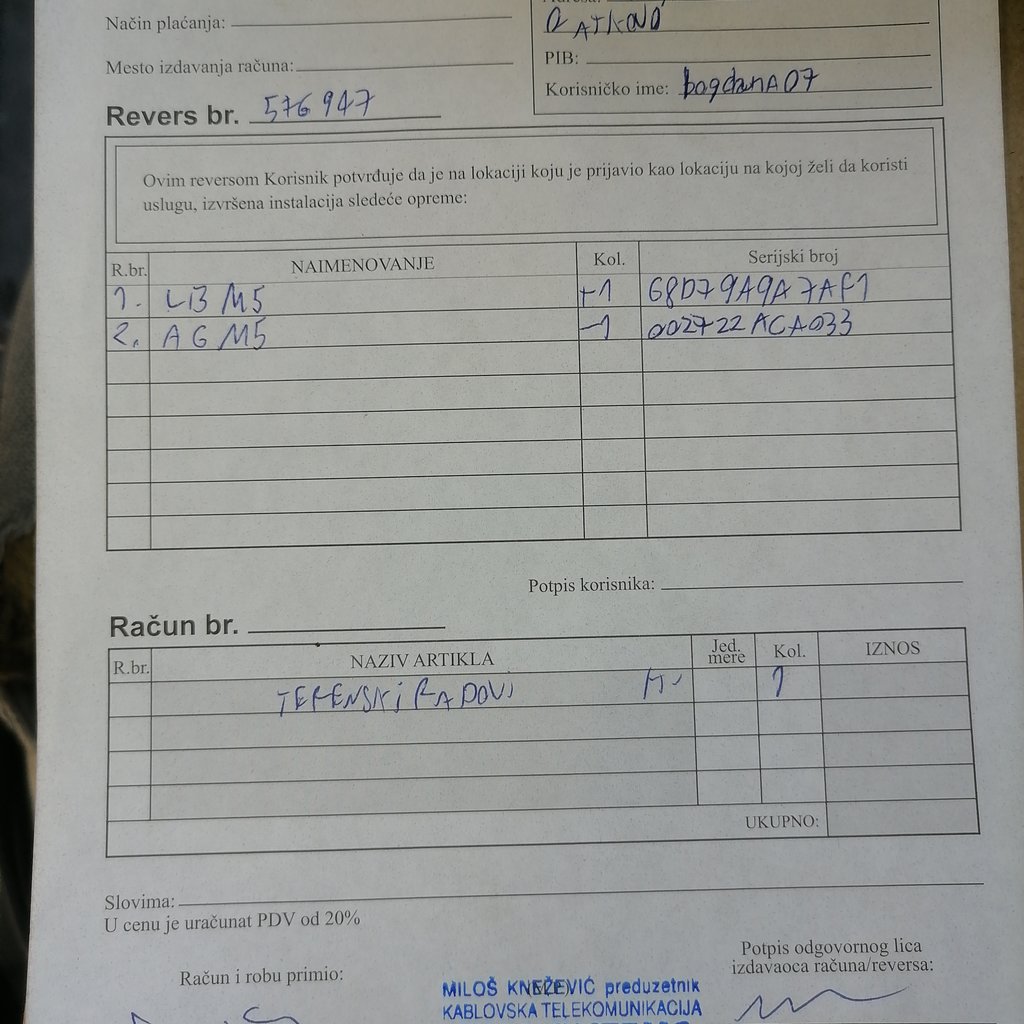 Način plaćanja:
RATKOVO
Mesto izdavanja računa:
PIB:
Korisničko ime: bogdanA07
Revers br. 576947
Ovim reversom Korisnik potvrđuje da je na lokaciji koju je prijavio kao lokaciju na kojoj želi da koristi
uslugu, izvršena instalacija sledeće opreme:
R.br. NAIMENOVANJE Kol. Serijski broj
1. LB M5 +1 68D79A9A7AF1
2. AG M5 -1 002722ACA033
Potpis korisnika:
Račun br.
R.br. NAZIV ARTIKLA Jed. mere Kol. IZNOS
TERENSKi RADOVi 1
UKUPNO:
Slovima:
U cenu je uračunat PDV od 20%
Račun i robu primio:
Potpis odgovornog lica
izdavaoca računa/reversa:
MILOŠ KNEŽEVIĆ preduzetnik
KABLOVSKA TELEKOMUNIKACIJA